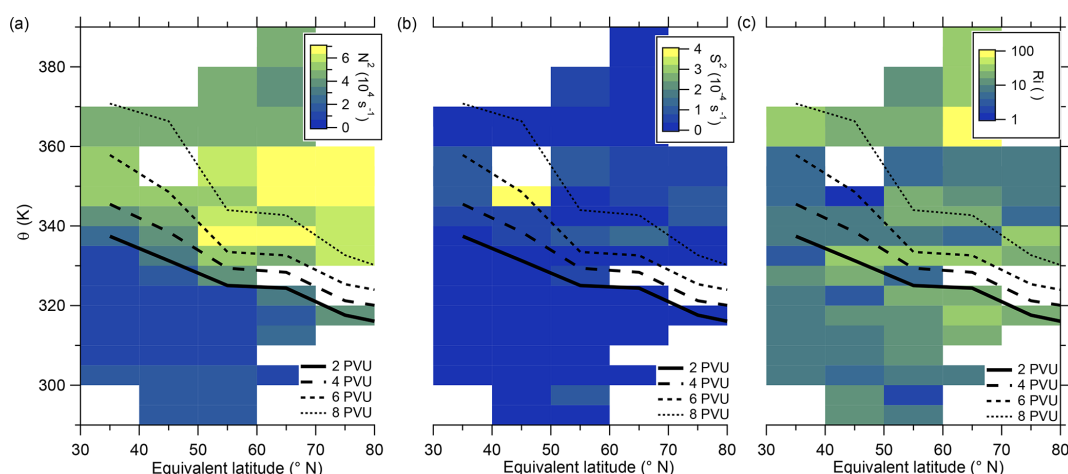 (a)
(b)
(c)
380
360
340
320
300
θ (K)
6
4
2
0
N² (10⁴ s⁻¹)
4
3
2
1
0
S² (10⁻⁴ s⁻¹)
100
10
1
Ri ( )
2 PVU
4 PVU
6 PVU
8 PVU
2 PVU
4 PVU
6 PVU
8 PVU
2 PVU
4 PVU
6 PVU
8 PVU
30 40 50 60 70 80
30 40 50 60 70 80
30 40 50 60 70 80
Equivalent latitude (° N)
Equivalent latitude (° N)
Equivalent latitude (° N)